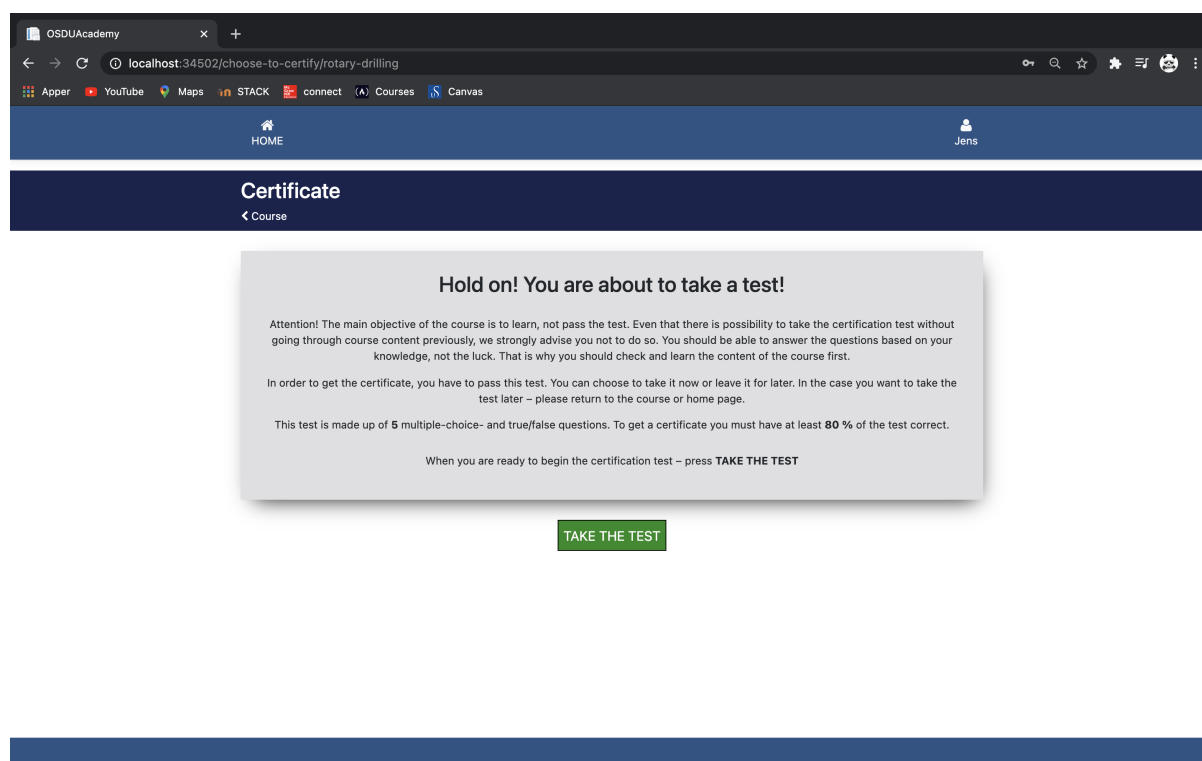 OSDUAcademy
localhost:34502/choose-to-certify/rotary-drilling
Apper YouTube Maps STACK connect Courses Canvas
HOME
Jens
Certificate
Course
Hold on! You are about to take a test!
Attention! The main objective of the course is to learn, not pass the test. Even that there is possibility to take the certification test without
going through course content previously, we strongly advise you not to do so. You should be able to answer the questions based on your
knowledge, not the luck. That is why you should check and learn the content of the course first.
In order to get the certificate, you have to pass this test. You can choose to take it now or leave it for later. In the case you want to take the
test later – please return to the course or home page.
This test is made up of 5 multiple-choice- and true/false questions. To get a certificate you must have at least 80 % of the test correct.
When you are ready to begin the certification test – press TAKE THE TEST
TAKE THE TEST